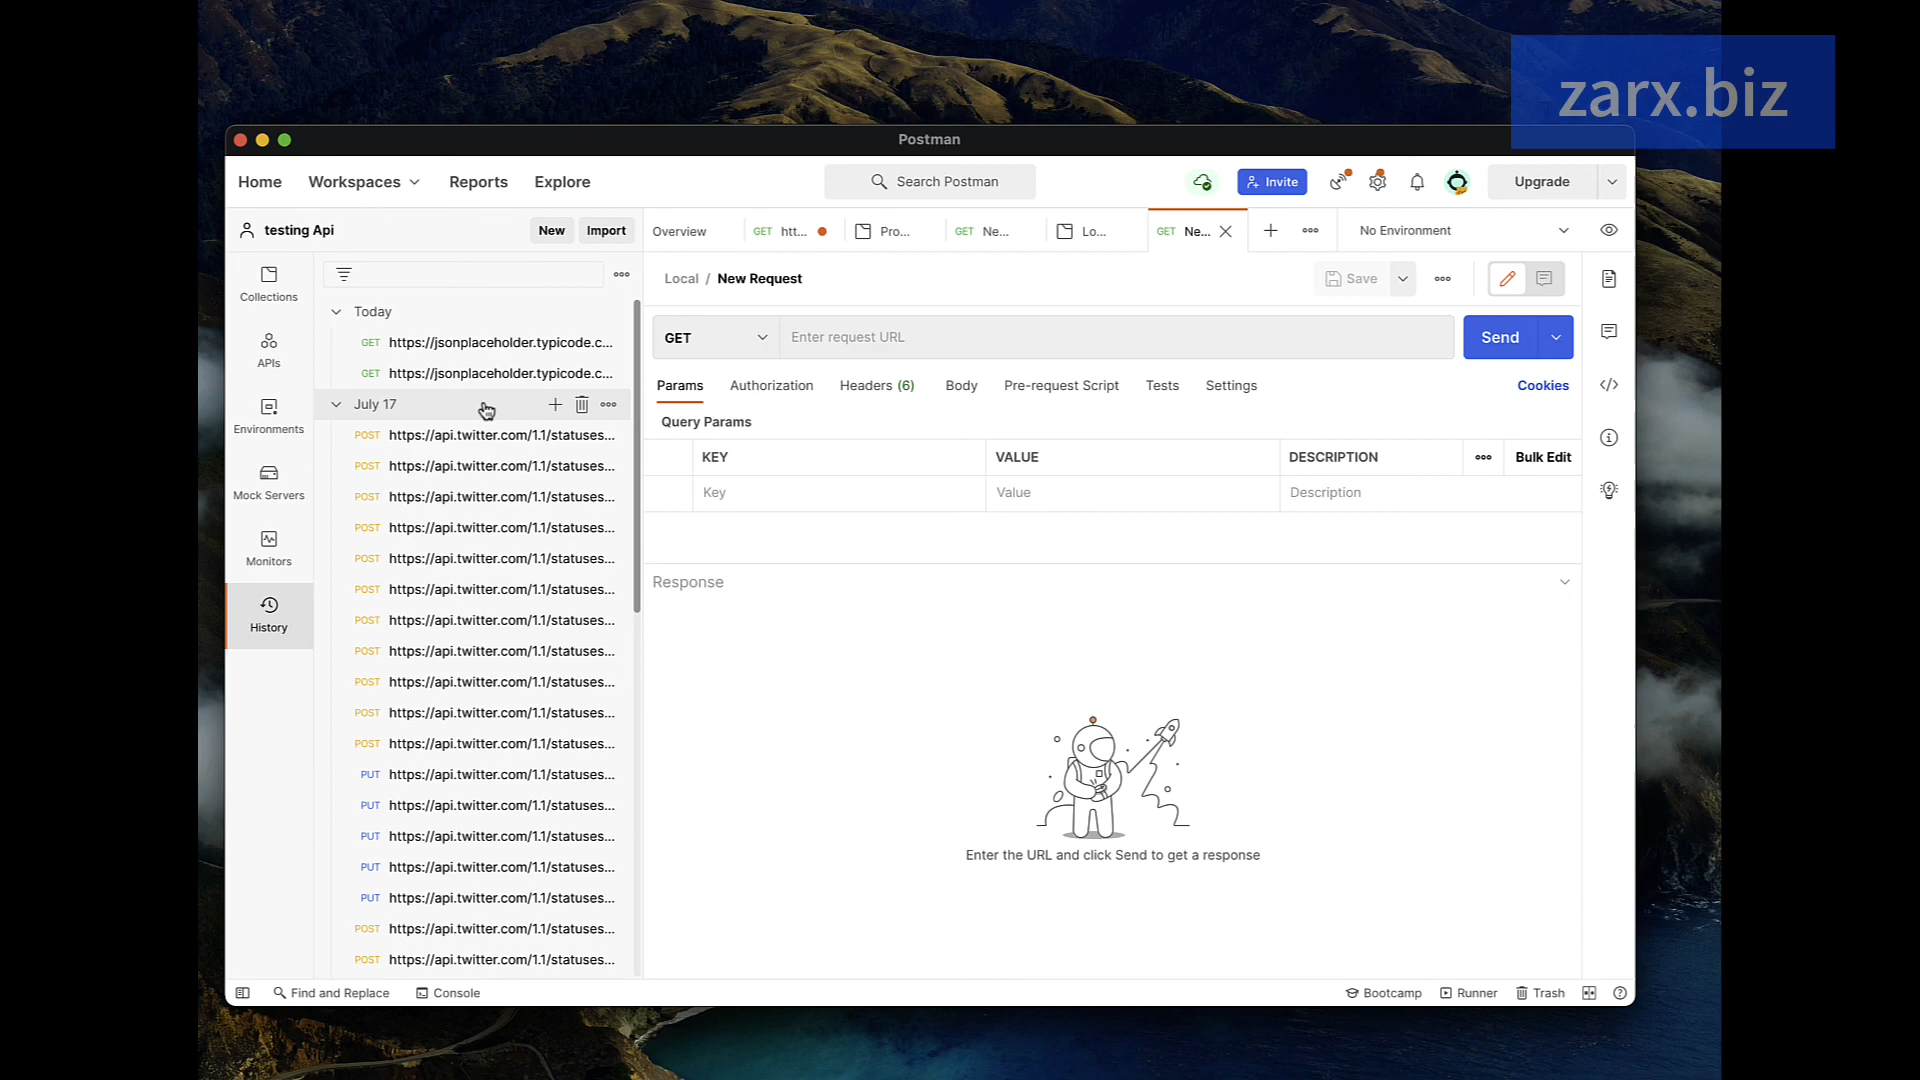 zarx.biz
Postman
Home Workspaces Reports Explore Search Postman Invite Upgrade
testing Api New Import Overview GET htt... Pro... GET Ne... Lo... GET Ne... No Environment
Local / New Request Save
Collections
APIs
Environments
Mock Servers
Monitors
History
Today
GET https://jsonplaceholder.typicode.c...
GET https://jsonplaceholder.typicode.c...
July 17
POST https://api.twitter.com/1.1/statuses...
POST https://api.twitter.com/1.1/statuses...
POST https://api.twitter.com/1.1/statuses...
POST https://api.twitter.com/1.1/statuses...
POST https://api.twitter.com/1.1/statuses...
POST https://api.twitter.com/1.1/statuses...
POST https://api.twitter.com/1.1/statuses...
POST https://api.twitter.com/1.1/statuses...
POST https://api.twitter.com/1.1/statuses...
POST https://api.twitter.com/1.1/statuses...
POST https://api.twitter.com/1.1/statuses...
PUT https://api.twitter.com/1.1/statuses...
PUT https://api.twitter.com/1.1/statuses...
PUT https://api.twitter.com/1.1/statuses...
PUT https://api.twitter.com/1.1/statuses...
PUT https://api.twitter.com/1.1/statuses...
POST https://api.twitter.com/1.1/statuses...
POST https://api.twitter.com/1.1/statuses...
GET Enter request URL Send
Params Authorization Headers (6) Body Pre-request Script Tests Settings Cookies
Query Params
KEY VALUE DESCRIPTION Bulk Edit
Key Value Description
Response
Enter the URL and click Send to get a response
Find and Replace Console Bootcamp Runner Trash